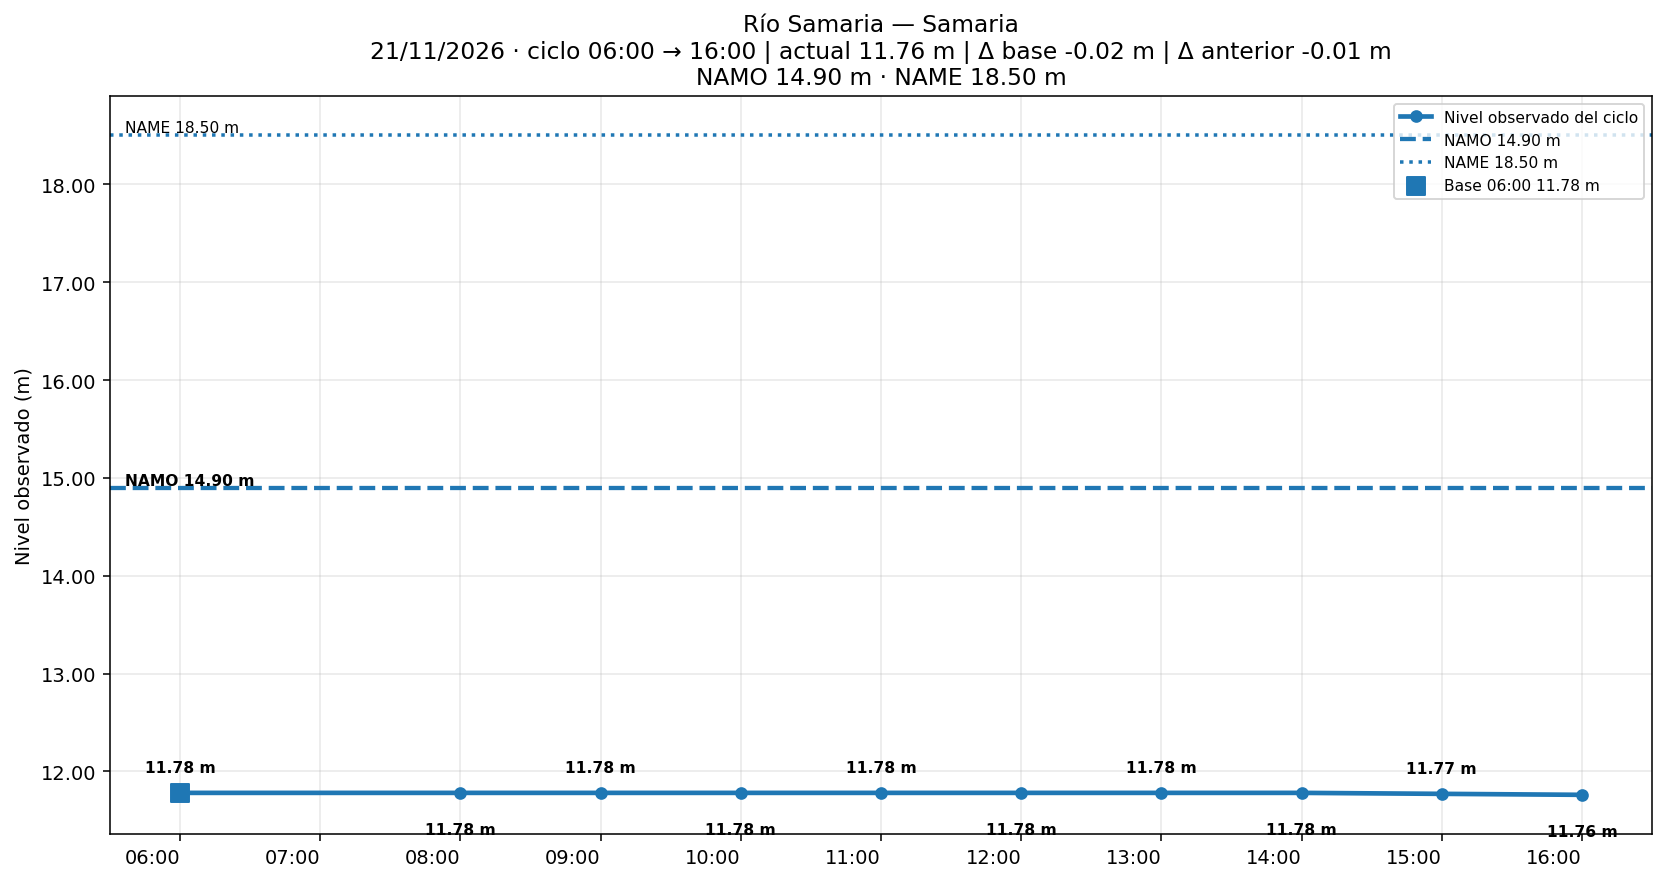 Río Samaria — Samaria
21/11/2026 · ciclo 06:00 → 16:00 | actual 11.76 m | Δ base -0.02 m | Δ anterior -0.01 m
NAMO 14.90 m · NAME 18.50 m
NAME 18.50 m
Nivel observado del ciclo
NAMO 14.90 m
NAME 18.50 m
Base 06:00 11.78 m
Nivel observado (m)
18.00
17.00
16.00
15.00
14.00
13.00
12.00
NAMO 14.90 m
11.78 m
11.78 m
11.78 m
11.78 m
11.77 m
11.78 m
11.78 m
11.78 m
11.78 m
11.76 m
06:00 07:00 08:00 09:00 10:00 11:00 12:00 13:00 14:00 15:00 16:00